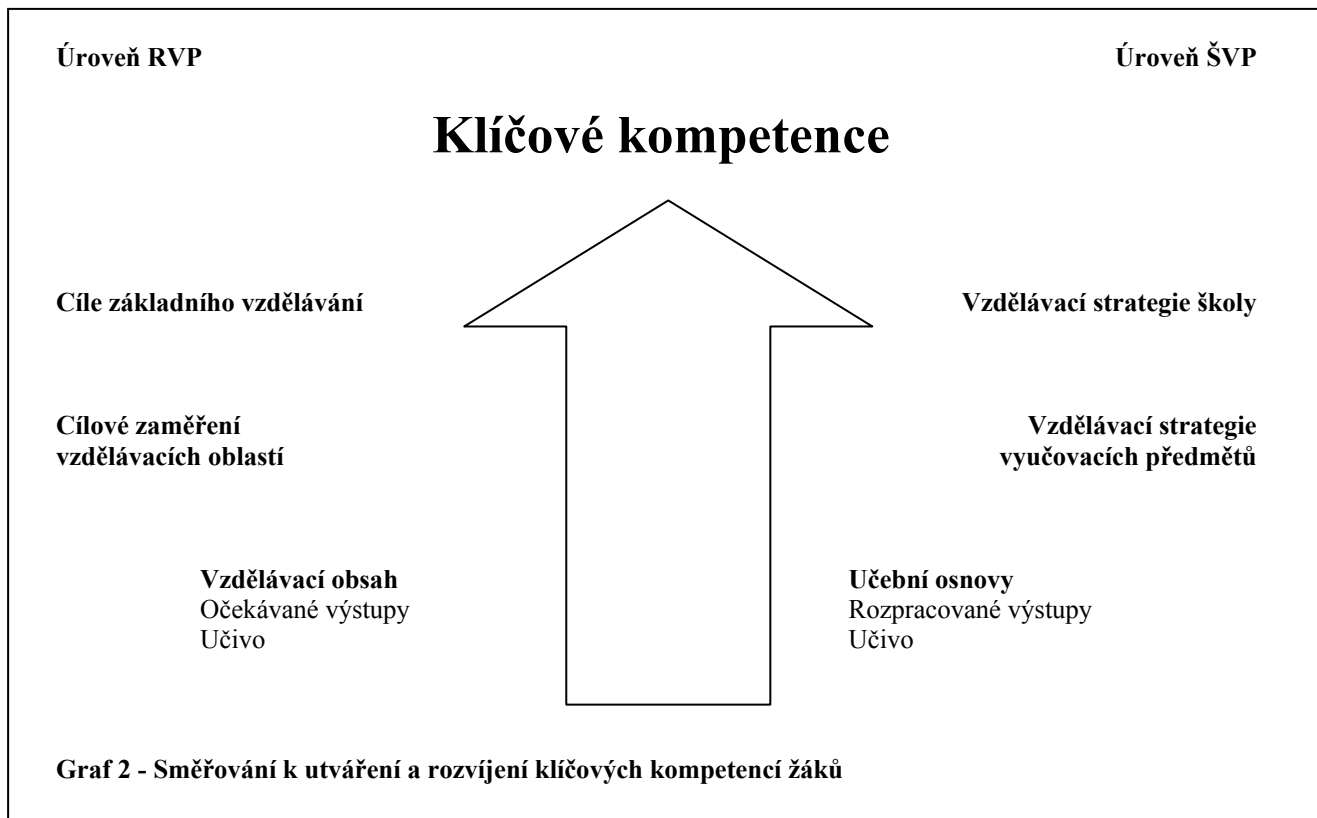 Úroveň RVP
Úroveň ŠVP
Klíčové kompetence
Cíle základního vzdělávání
Vzdělávací strategie školy
Cílové zaměření
vzdělávacích oblastí
Vzdělávací strategie
vyučovacích předmětů
Vzdělávací obsah
Očekávané výstupy
Učivo
Učební osnovy
Rozpracované výstupy
Učivo
Graf 2 - Směřování k utváření a rozvíjení klíčových kompetencí žáků